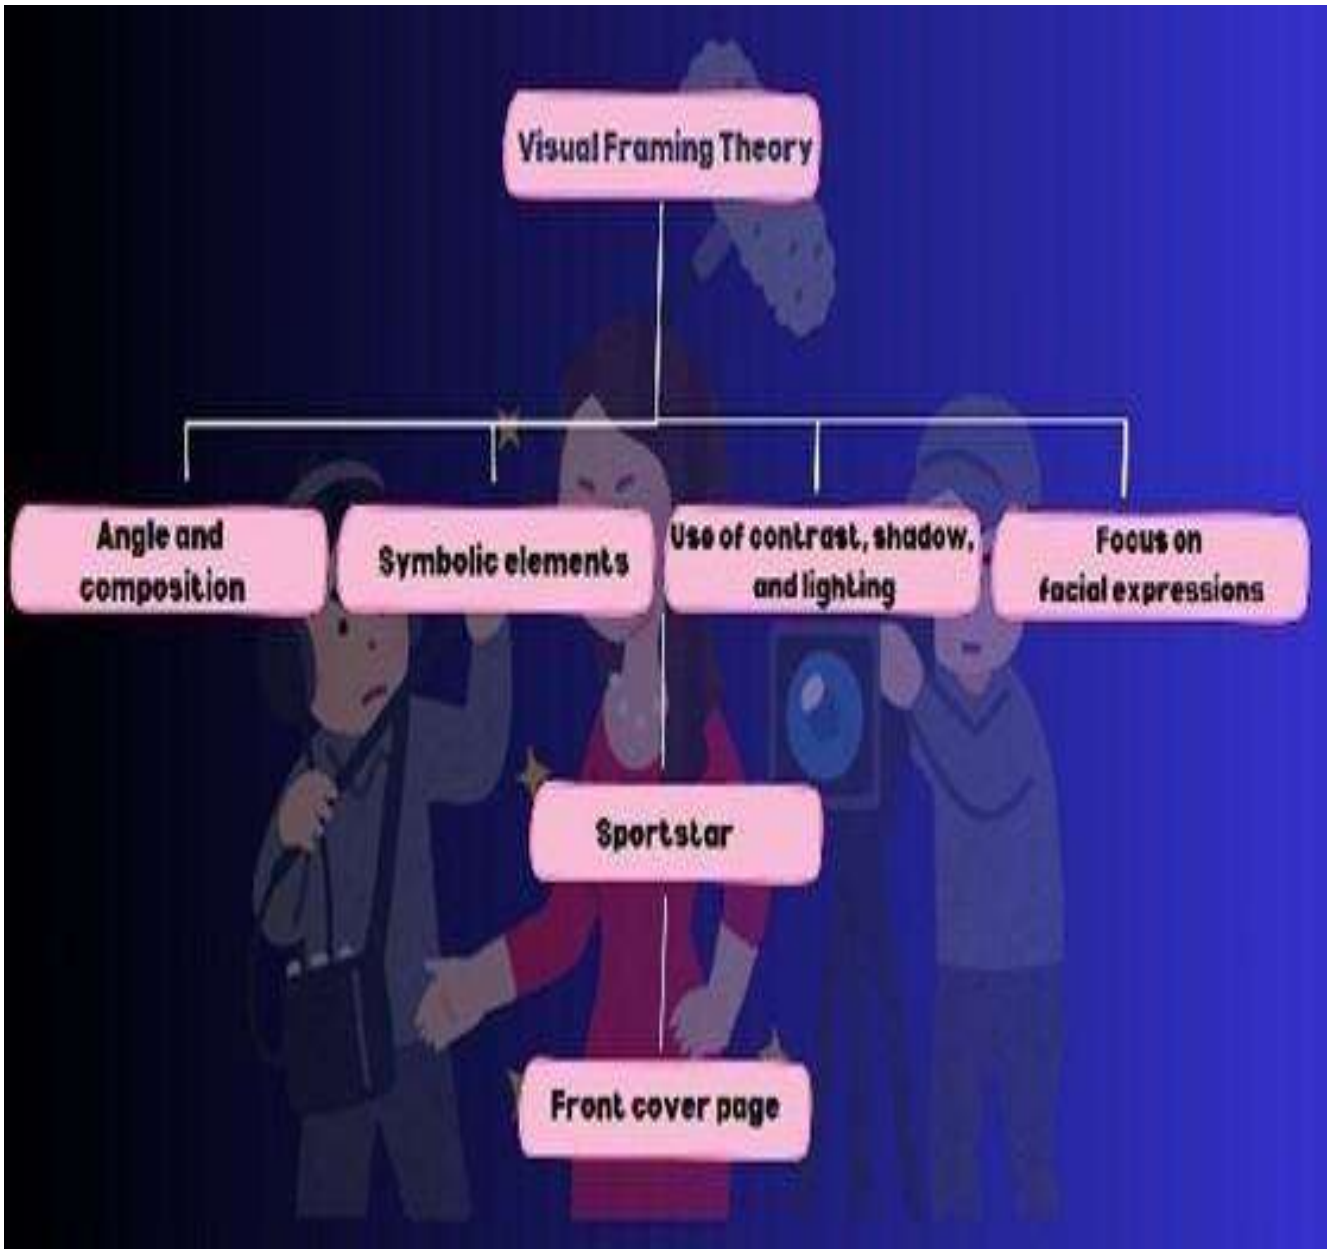 Visual Framing Theory
Angle and
composition
Symbolic elements
Use of contrast, shadow,
and lighting
Focus on
facial expressions
Sportstar
Front cover page